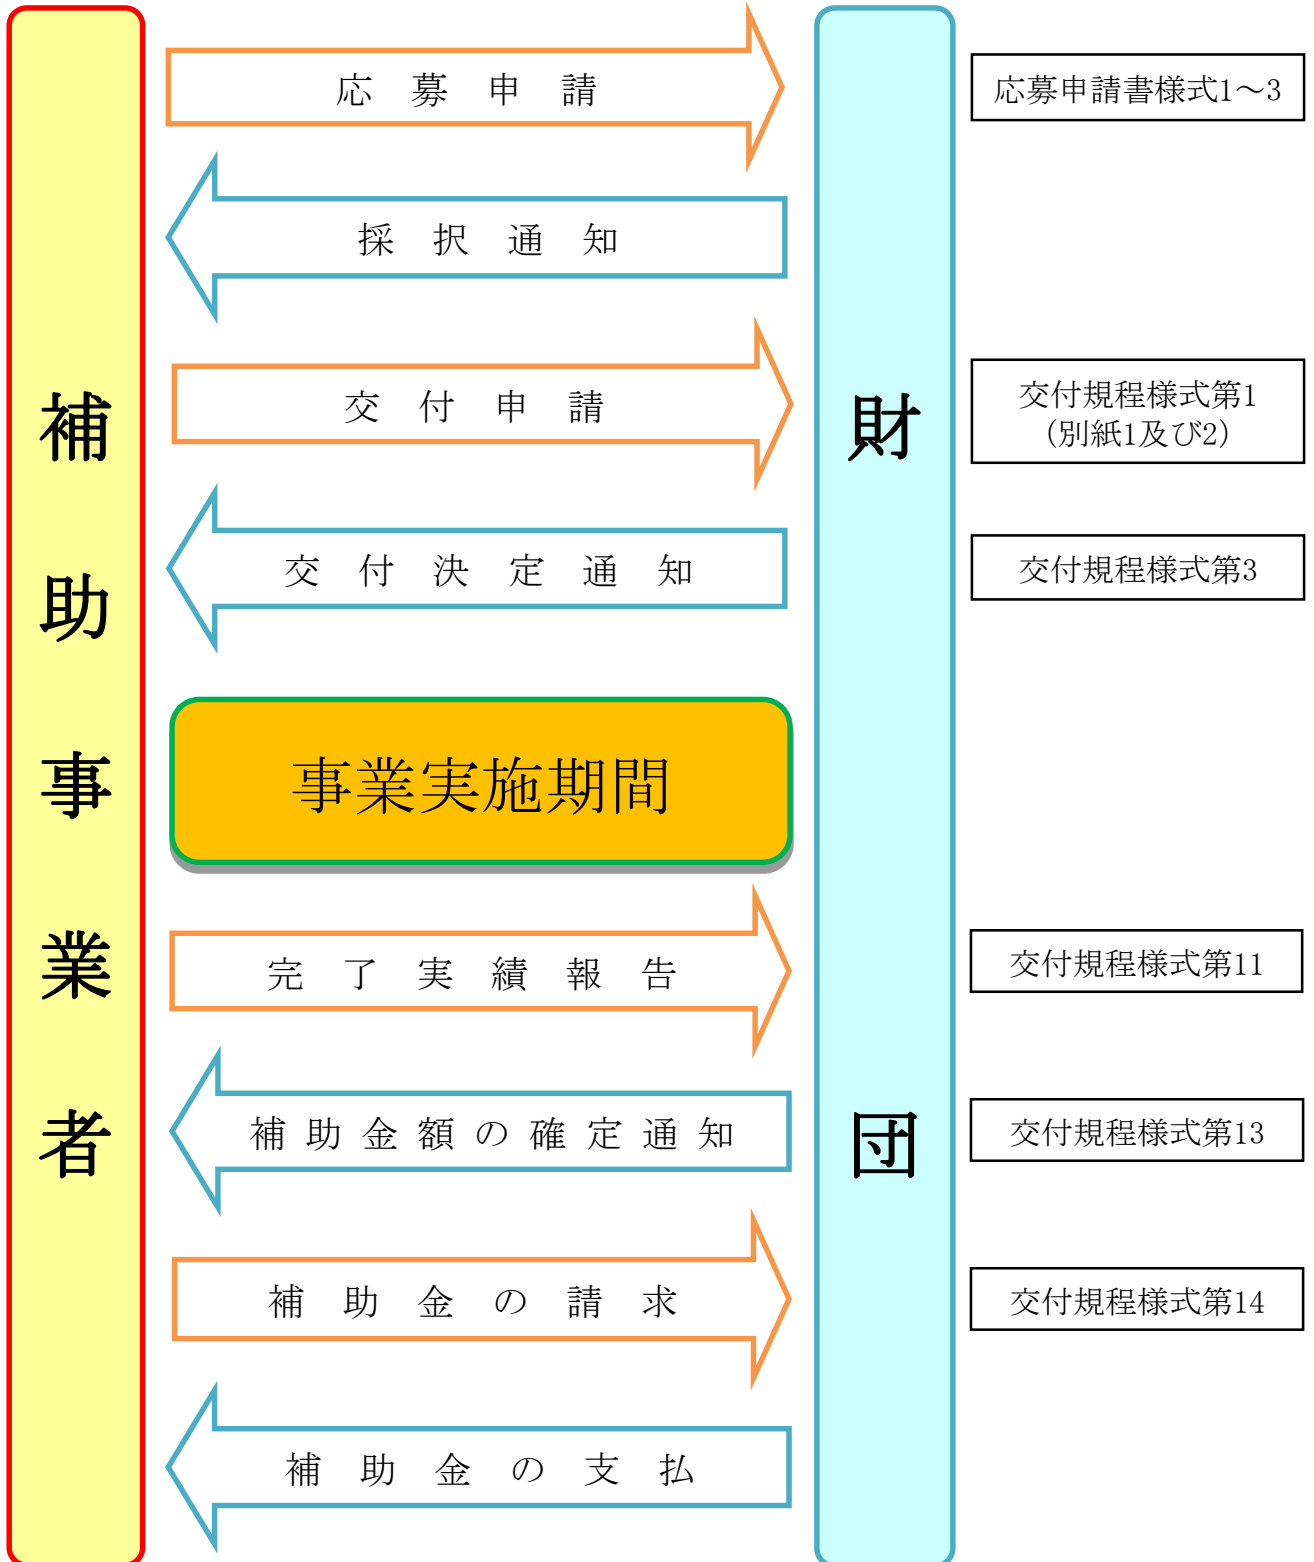 補助事業者
財団
応募申請
応募申請書様式1～3
採択通知
交付申請
交付規程様式第1
(別紙1及び2)
交付決定通知
交付規程様式第3
事業実施期間
完了実績報告
交付規程様式第11
補助金額の確定通知
交付規程様式第13
補助金の請求
交付規程様式第14
補助金の支払